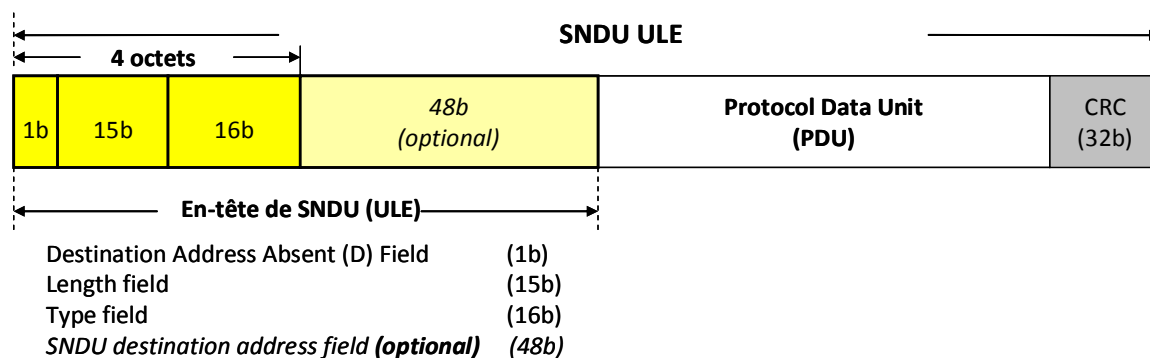 SNDU ULE
4 octets
1b 15b 16b 48b (optional) Protocol Data Unit (PDU) CRC (32b)
En-tête de SNDU (ULE)
Destination Address Absent (D) Field (1b)
Length field (15b)
Type field (16b)
SNDU destination address field (optional) (48b)